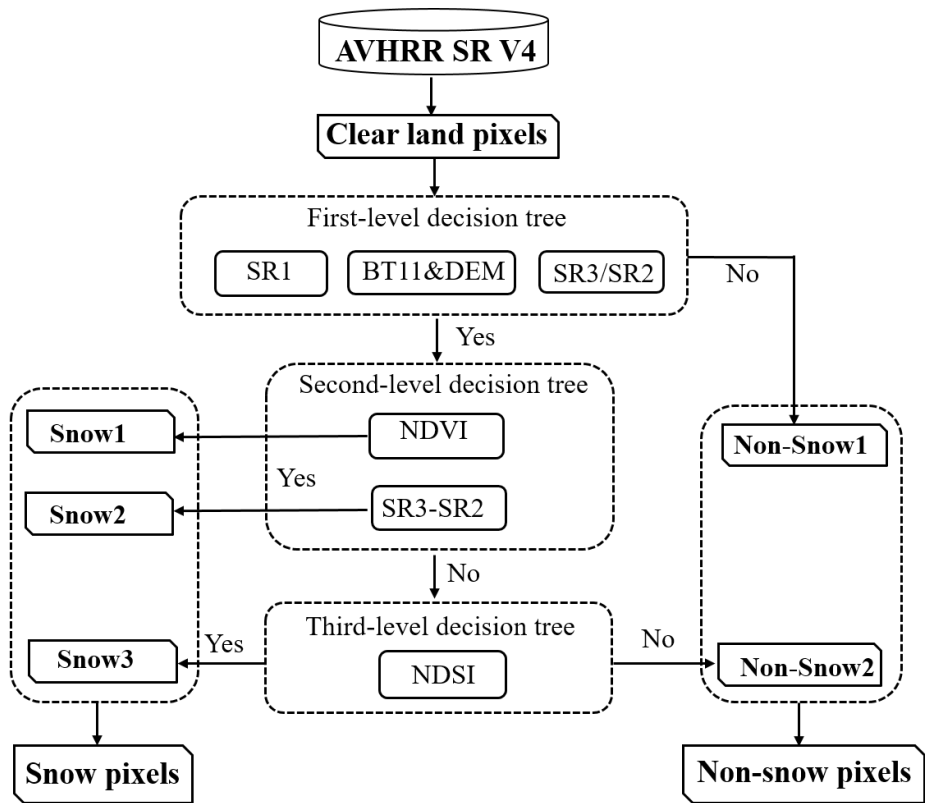 AVHRR SR V4
Clear land pixels
First-level decision tree
SR1
BT11&DEM
SR3/SR2
No
Yes
Second-level decision tree
NDVI
Snow1
Non-Snow1
Yes
SR3-SR2
Snow2
No
Third-level decision tree
Yes
No
Snow3
NDSI
Non-Snow2
Snow pixels
Non-snow pixels